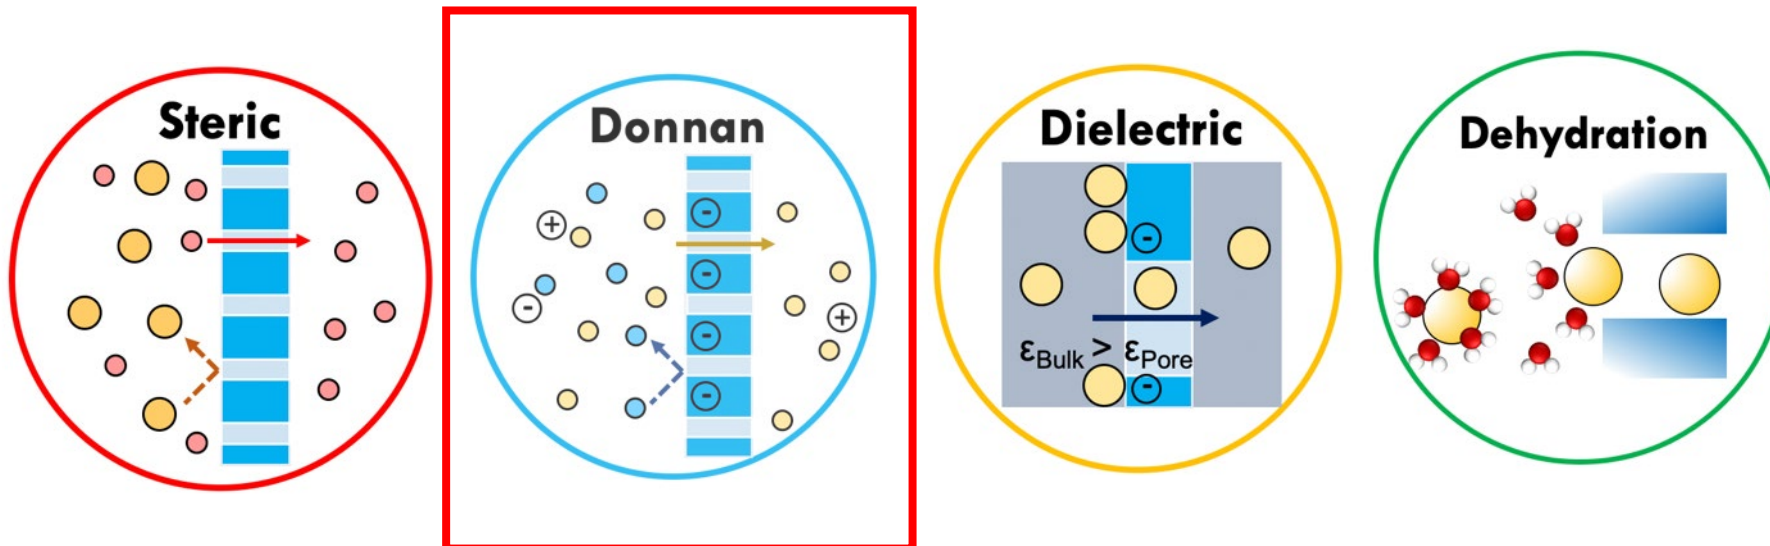 Steric
Donnan
+
-
+
-
-
-
-
Dielectric
-
εBulk > εPore
-
Dehydration